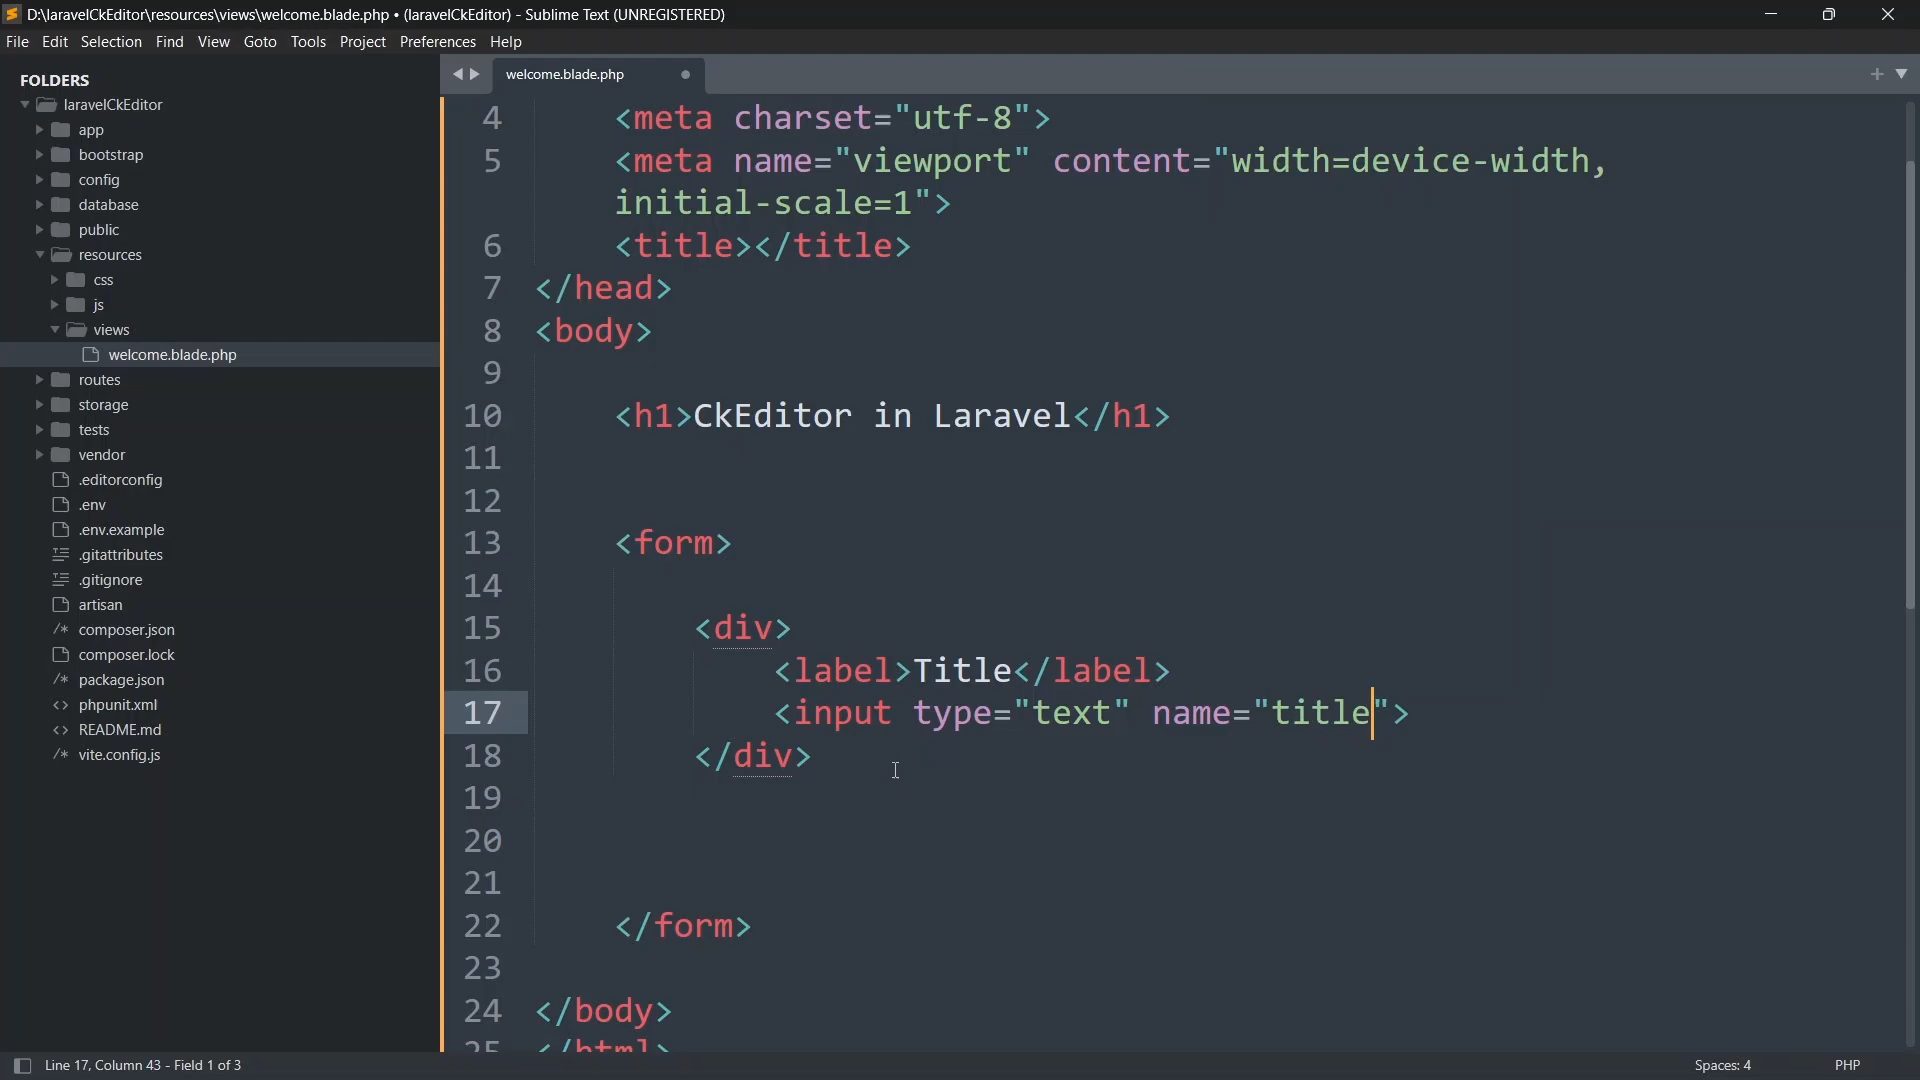 D:\laravelCkEditor\resources\views\welcome.blade.php • (laravelCkEditor) - Sublime Text (UNREGISTERED)
File Edit Selection Find View Goto Tools Project Preferences Help
FOLDERS
laravelCkEditor
app
bootstrap
config
database
public
resources
css
js
views
welcome.blade.php
routes
storage
tests
vendor
.editorconfig
.env
.env.example
.gitattributes
.gitignore
artisan
/* composer.json
composer.lock
/* package.json
<> phpunit.xml
<> README.md
/* vite.config.js
welcome.blade.php
4 <meta charset="utf-8">
5 <meta name="viewport" content="width=device-width,
initial-scale=1">
6 <title></title>
7 </head>
8 <body>
9
10 <h1>CkEditor in Laravel</h1>
11
12
13 <form>
14
15 <div>
16 <label>Title</label>
17 <input type="text" name="title">
18 </div>
19
20
21
22 </form>
23
24 </body>
25 </html>
Line 17, Column 43 - Field 1 of 3
Spaces: 4
PHP